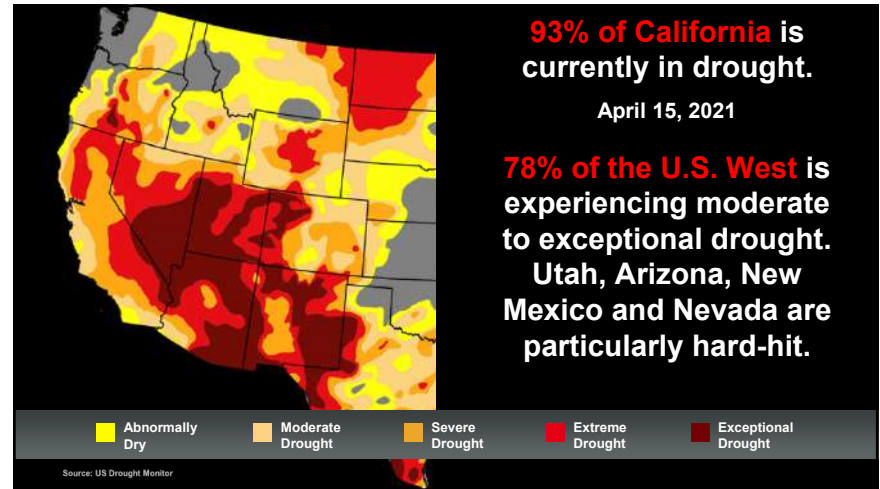 93% of California is
currently in drought.
April 15, 2021
78% of the U.S. West is
experiencing moderate
to exceptional drought.
Utah, Arizona, New
Mexico and Nevada are
particularly hard-hit.
Abnormally
Dry
Moderate
Drought
Severe
Drought
Extreme
Drought
Exceptional
Drought
Source: US Drought Monitor